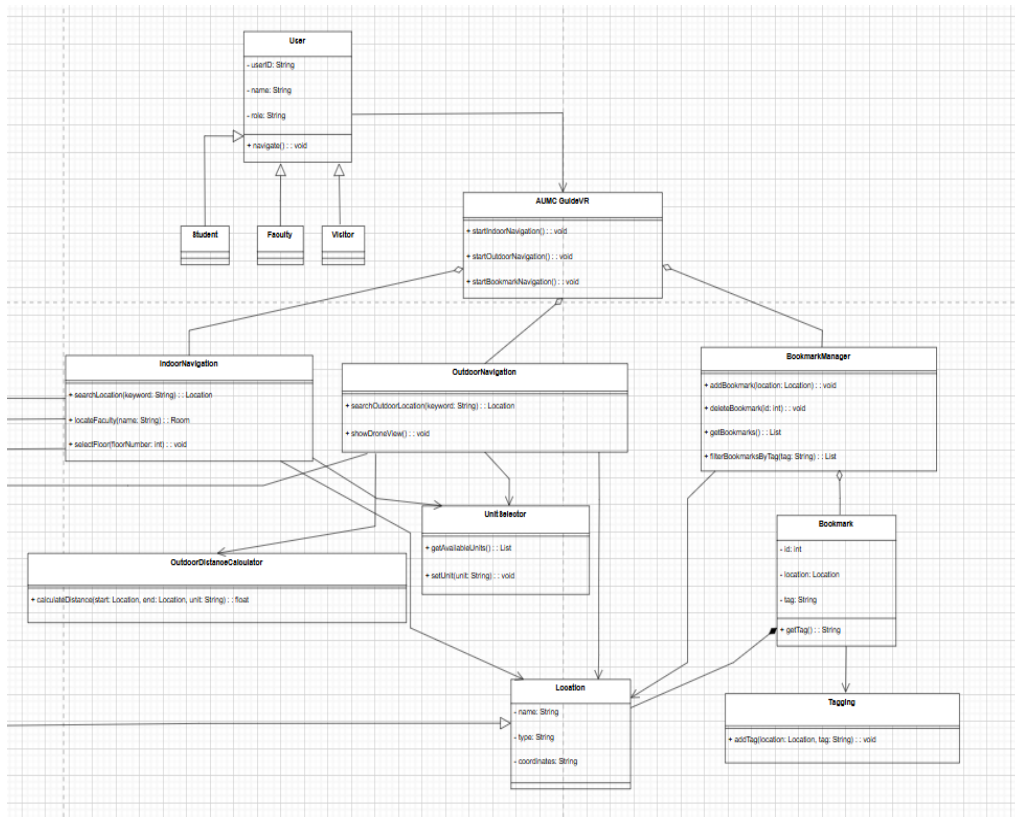 User
- userID: String
- name: String
- role: String
+ navigate() : : void
Student
Faculty
Visitor
AUMC GuideVR
+ startIndoorNavigation() : : void
+ startOutdoorNavigation() : : void
+ startBookmarkNavigation() : : void
IndoorNavigation
+ searchLocation(keyword: String) : : Location
+ locateFaculty(name: String) : : Room
+ selectFloor(floorNumber: int) : : void
OutdoorNavigation
+ searchOutdoorLocation(keyword: String) : : Location
+ showDroneView() : : void
BookmarkManager
+ addBookmark(location: Location) : : void
+ deleteBookmark(id: int) : : void
+ getBookmarks() : : List
+ filterBookmarksByTag(tag: String) : : List
UnitSelector
+ getAvailableUnits() : : List
+ setUnit(unit: String) : : void
Bookmark
- id: int
- location: Location
- tag: String
+ getTag() : : String
OutdoorDistanceCalculator
+ calculateDistance(start: Location, end: Location, unit: String) : : float
Location
- name: String
- type: String
- coordinates: String
Tagging
+ addTag(location: Location, tag: String) : : void